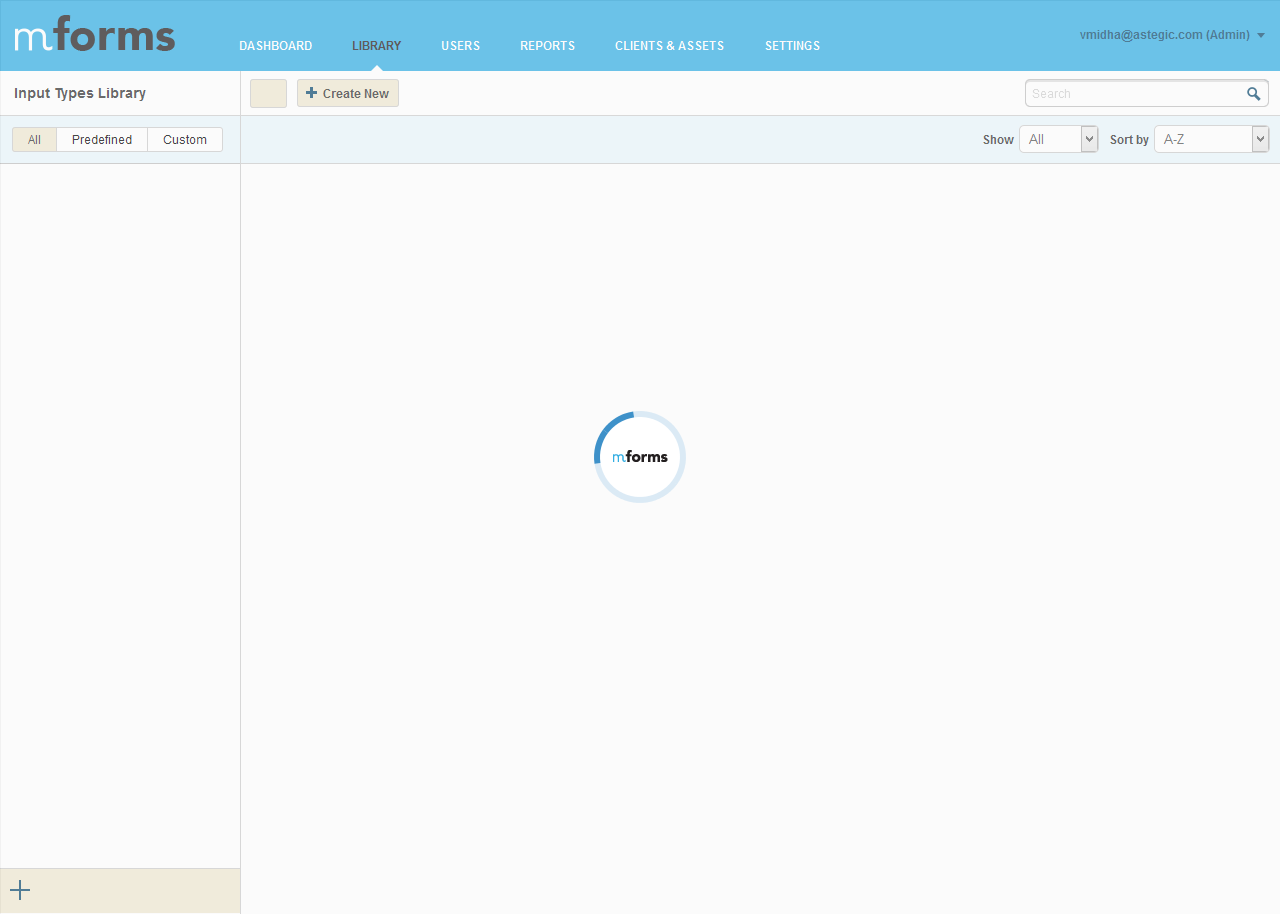 mforms
DASHBOARD LIBRARY USERS REPORTS CLIENTS & ASSETS SETTINGS
vmidha@astegic.com (Admin)
Input Types Library
Create New
Search
All Predefined Custom
Show All Sort by A-Z
mforms